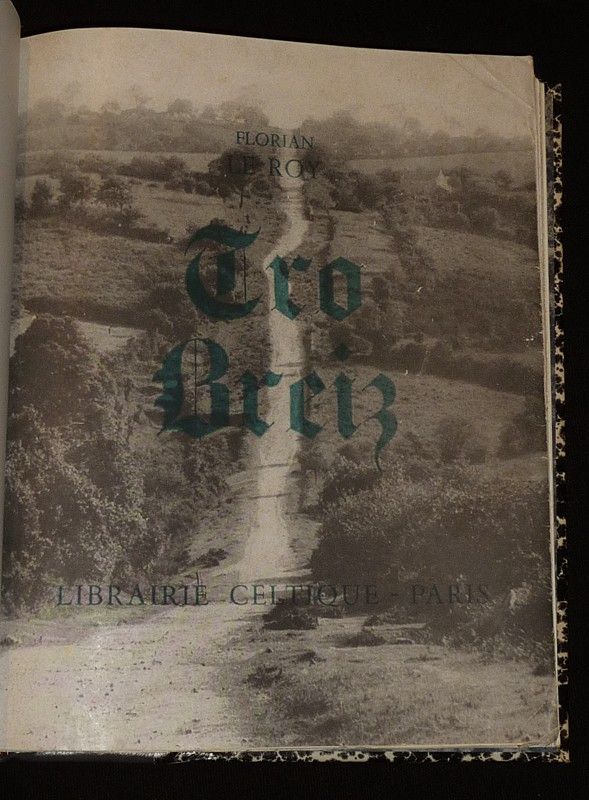 FLORIAN
LE ROY
Tro
Breiz
LIBRAIRIE CELTIQUE - PARIS